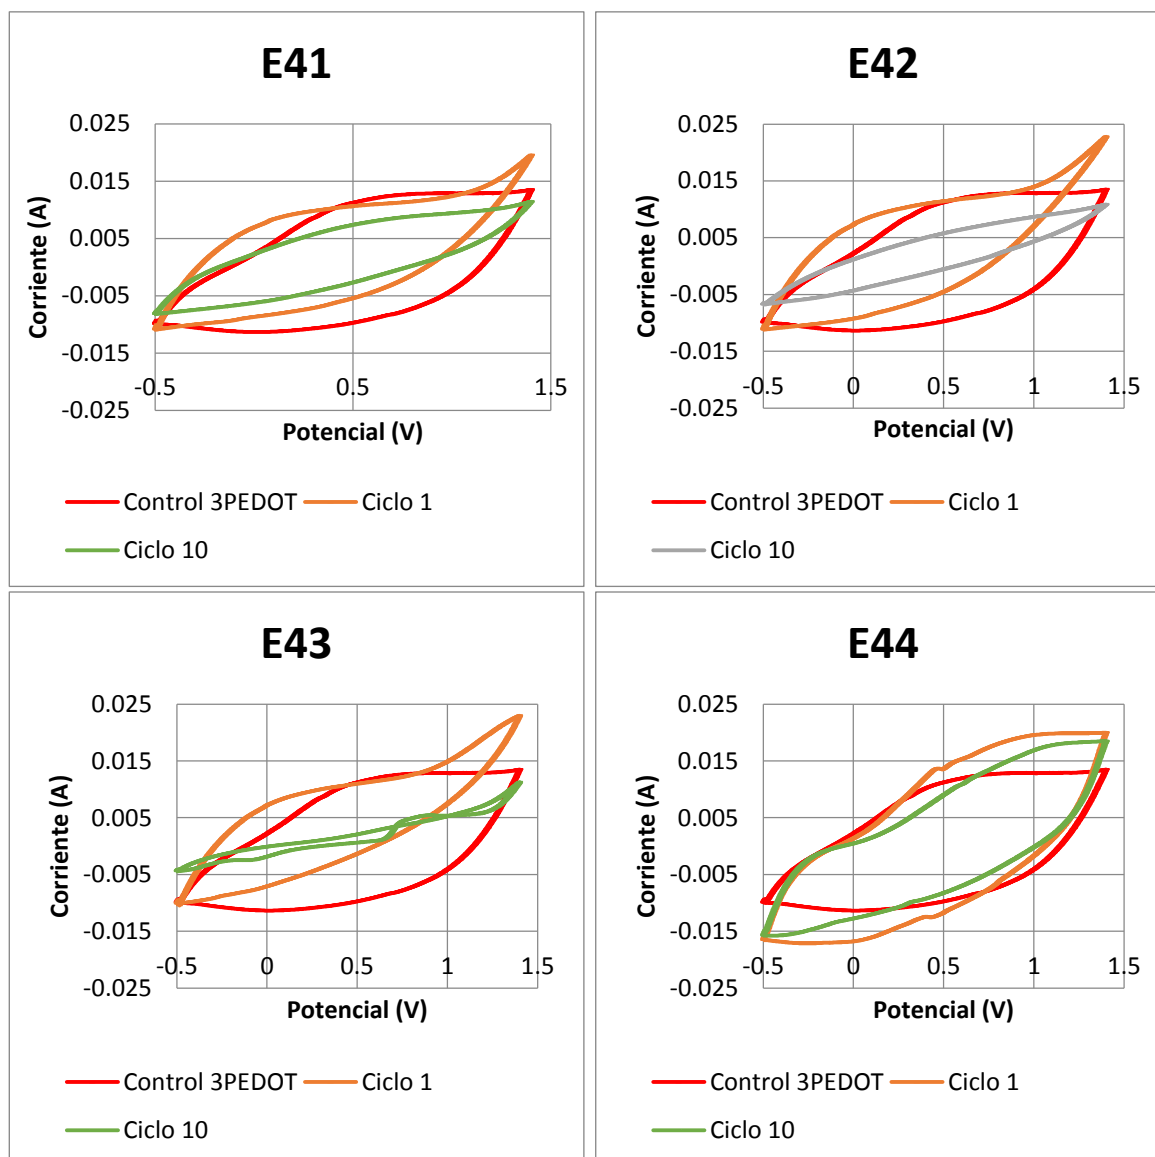 E41
0.025
0.015
0.005
-0.005
-0.015
-0.025
-0.5 0.5 1.5
Corriente (A)
Potencial (V)
Control 3PEDOT Ciclo 1
Ciclo 10
E42
0.025
0.015
0.005
-0.005
-0.015
-0.025
-0.5 0 0.5 1 1.5
Corriente (A)
Potencial (V)
Control 3PEDOT Ciclo 1
Ciclo 10
E43
0.025
0.015
0.005
-0.005
-0.015
-0.025
-0.5 0 0.5 1 1.5
Corriente (A)
Potencial (V)
Control 3PEDOT Ciclo 1
Ciclo 10
E44
0.025
0.015
0.005
-0.005
-0.015
-0.025
-0.5 0 0.5 1 1.5
Corriente (A)
Potencial (V)
Control 3PEDOT Ciclo 1
Ciclo 10